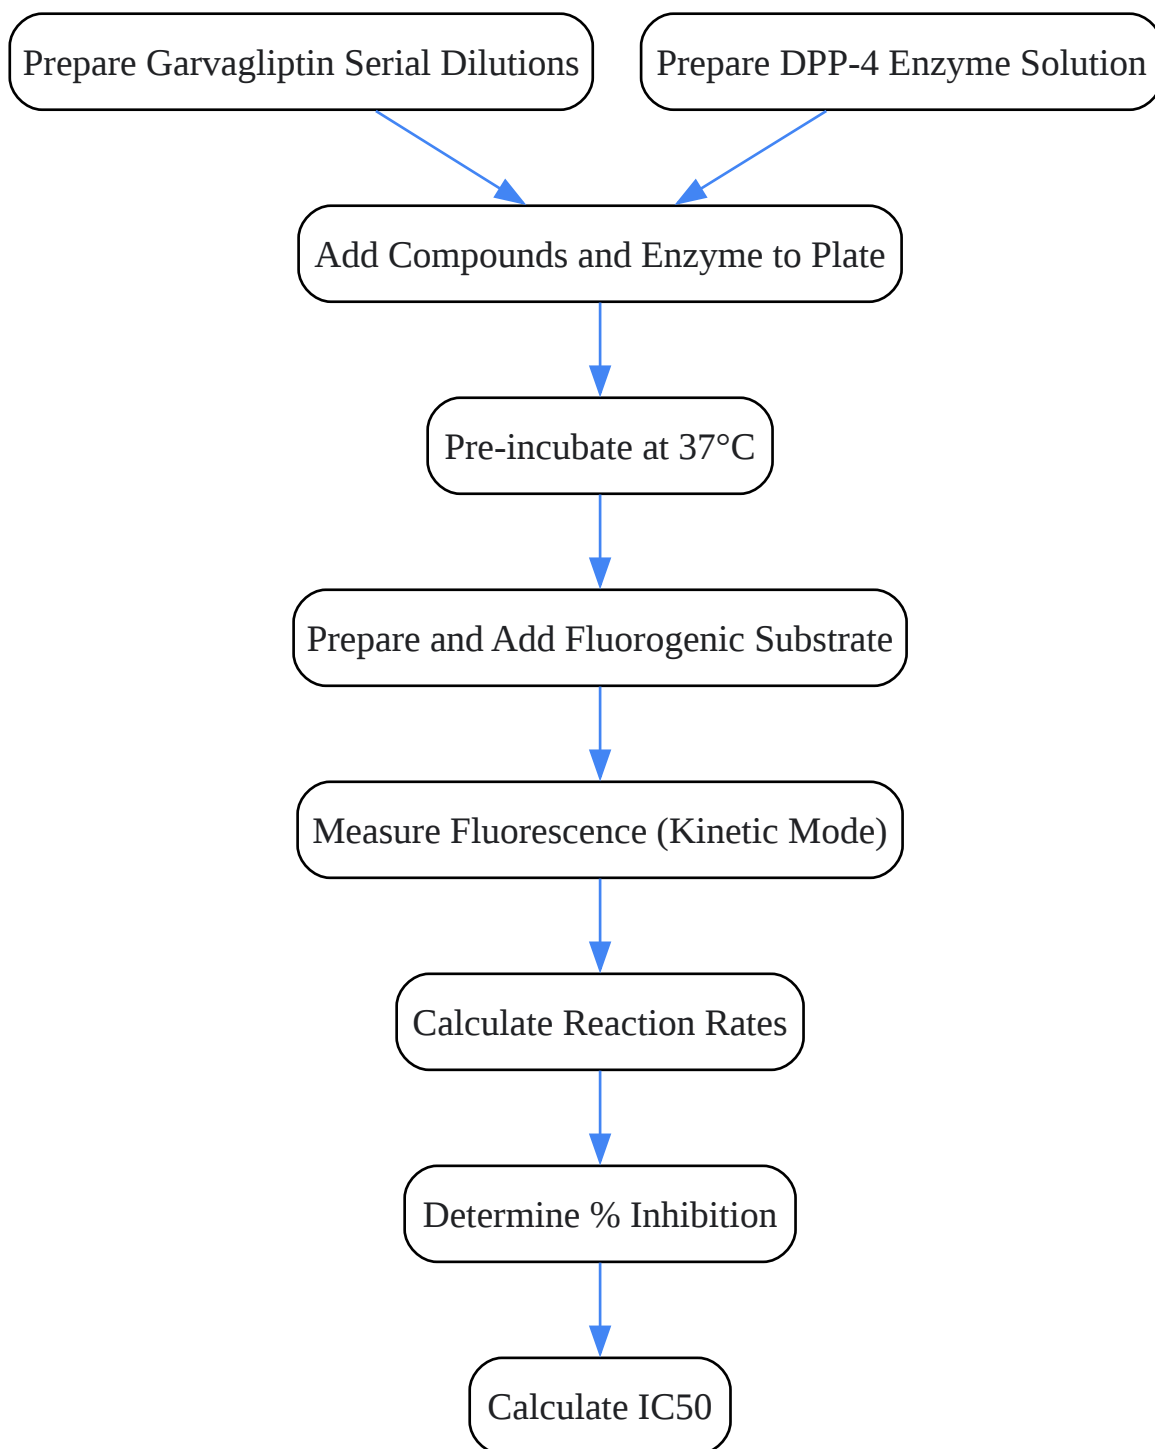 Prepare Garvagliptin Serial Dilutions
Prepare DPP-4 Enzyme Solution
Add Compounds and Enzyme to Plate
Pre-incubate at 37°C
Prepare and Add Fluorogenic Substrate
Measure Fluorescence (Kinetic Mode)
Calculate Reaction Rates
Determine % Inhibition
Calculate IC50